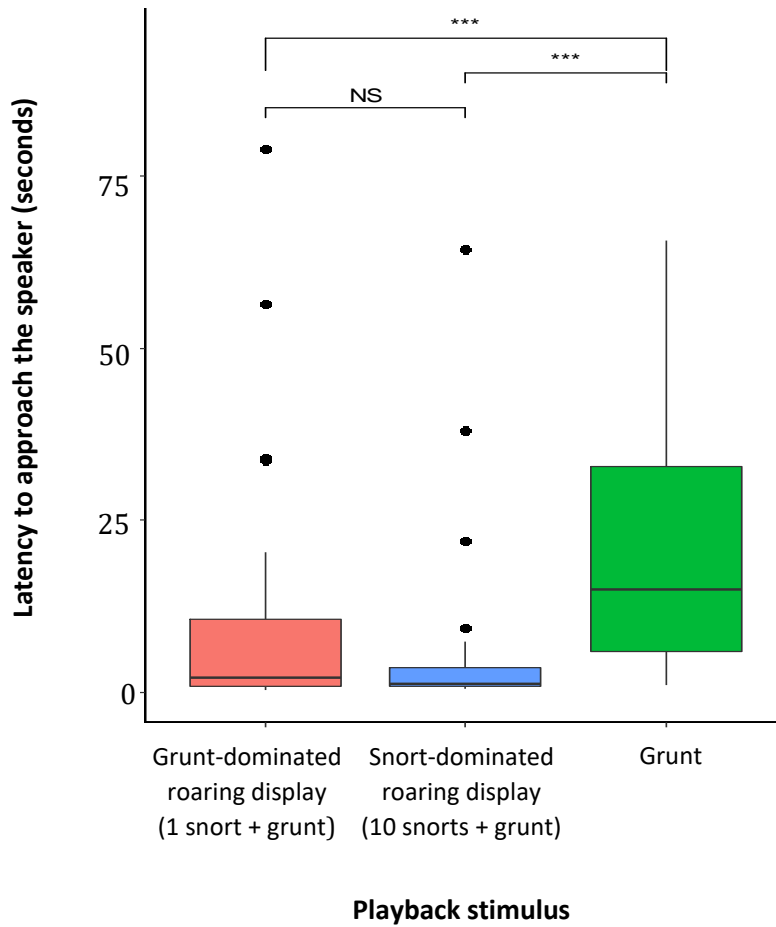 ***
***
NS
Latency to approach the speaker (seconds)
75
50
25
0
Grunt-dominated
roaring display
(1 snort + grunt)
Snort-dominated
roaring display
(10 snorts + grunt)
Grunt
Playback stimulus